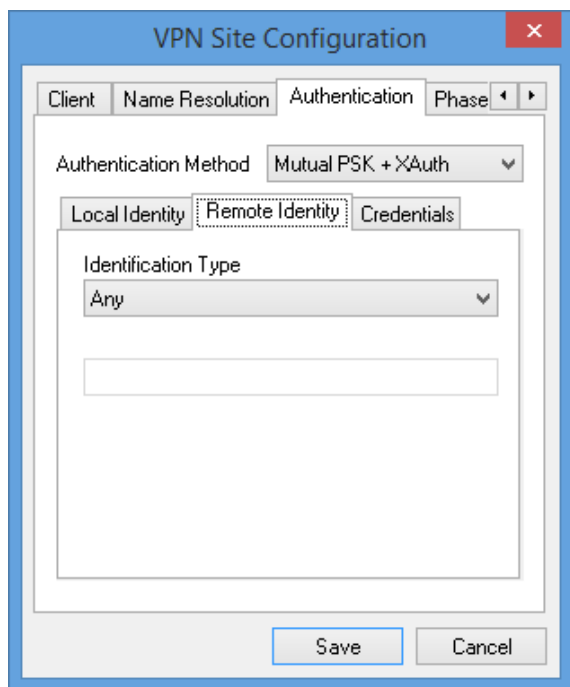 VPN Site Configuration
Client Name Resolution Authentication Phase
Authentication Method Mutual PSK + XAuth
Local Identity Remote Identity Credentials
Identification Type
Any
Save Cancel